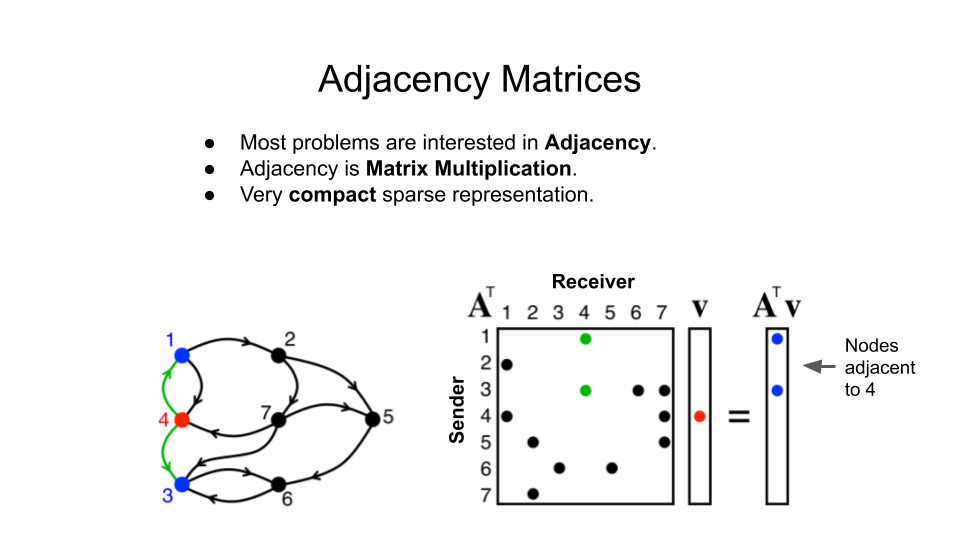 Adjacency Matrices
● Most problems are interested in Adjacency.
● Adjacency is Matrix Multiplication.
● Very compact sparse representation.
1
2
4
7
5
3
6
Receiver
A^T 1 2 3 4 5 6 7 v A^T v
Sender
1
2
3
4
5
6
7
=
Nodes
adjacent
to 4